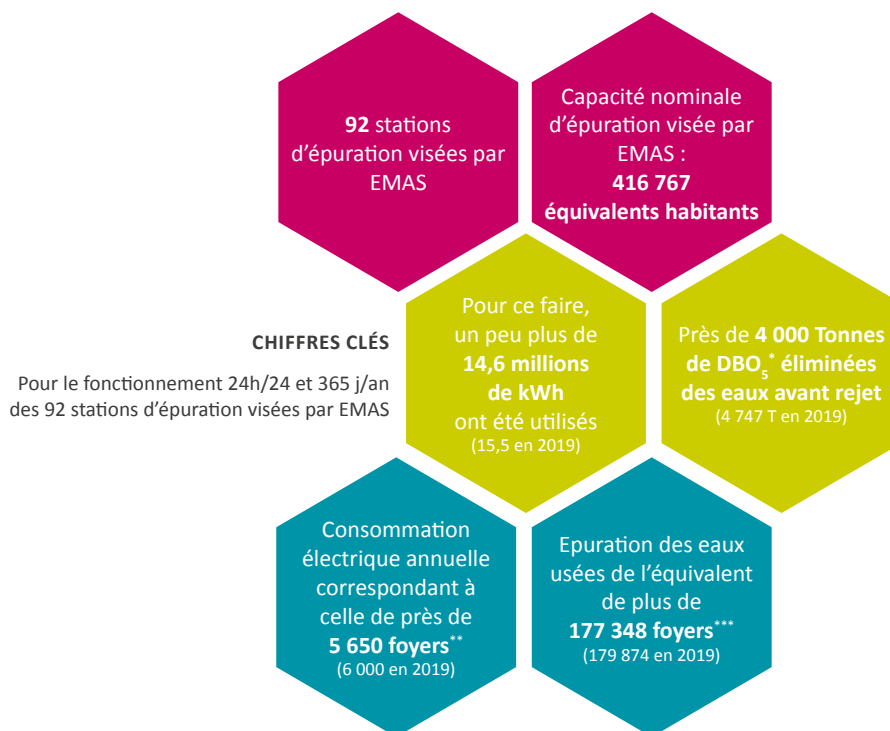 92 stations
d'épuration visées par
EMAS
Capacité nominale
d'épuration visée par
EMAS :
416 767
équivalents habitants
CHIFFRES CLÉS
Pour le fonctionnement 24h/24 et 365 j/an
des 92 stations d'épuration visées par EMAS
Pour ce faire,
un peu plus de
14,6 millions
de kWh
ont été utilisés
(15,5 en 2019)
Près de 4 000 Tonnes
de DBO5* éliminées
des eaux avant rejet
(4 747 T en 2019)
Consommation
électrique annuelle
correspondant à
celle de près de
5 650 foyers**
(6 000 en 2019)
Epuration des eaux
usées de l'équivalent
de plus de
177 348 foyers***
(179 874 en 2019)